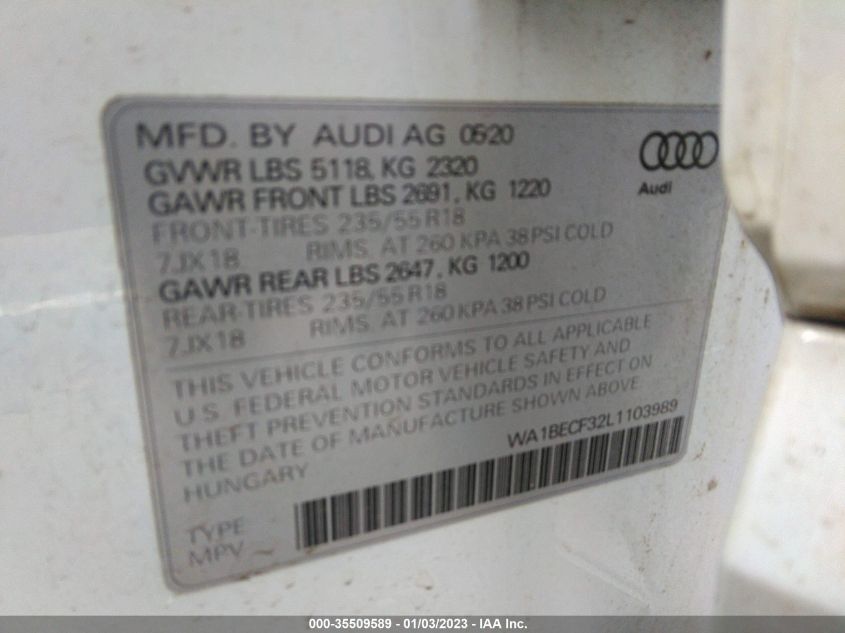 MFD. BY AUDI AG 05-20
GVWR LBS 5118, KG 2320
GAWR FRONT LBS 2691, KG 1220
FRONT-TIRES 235/55 R18
7JX18 RIMS, AT 260 KPA 38 PSI COLD
GAWR REAR LBS 2647, KG 1200
REAR-TIRES 235/55 R18
7JX18 RIMS, AT 260 KPA 38 PSI COLD
Audi
THIS VEHICLE CONFORMS TO ALL APPLICABLE
U.S. FEDERAL MOTOR VEHICLE SAFETY AND
THEFT PREVENTION STANDARDS IN EFFECT ON
THE DATE OF MANUFACTURE SHOWN ABOVE
HUNGARY
WA1BECF32L1103989
TYPE
MPV ~
000-35509589 - 01/03/2023 - IAA Inc.